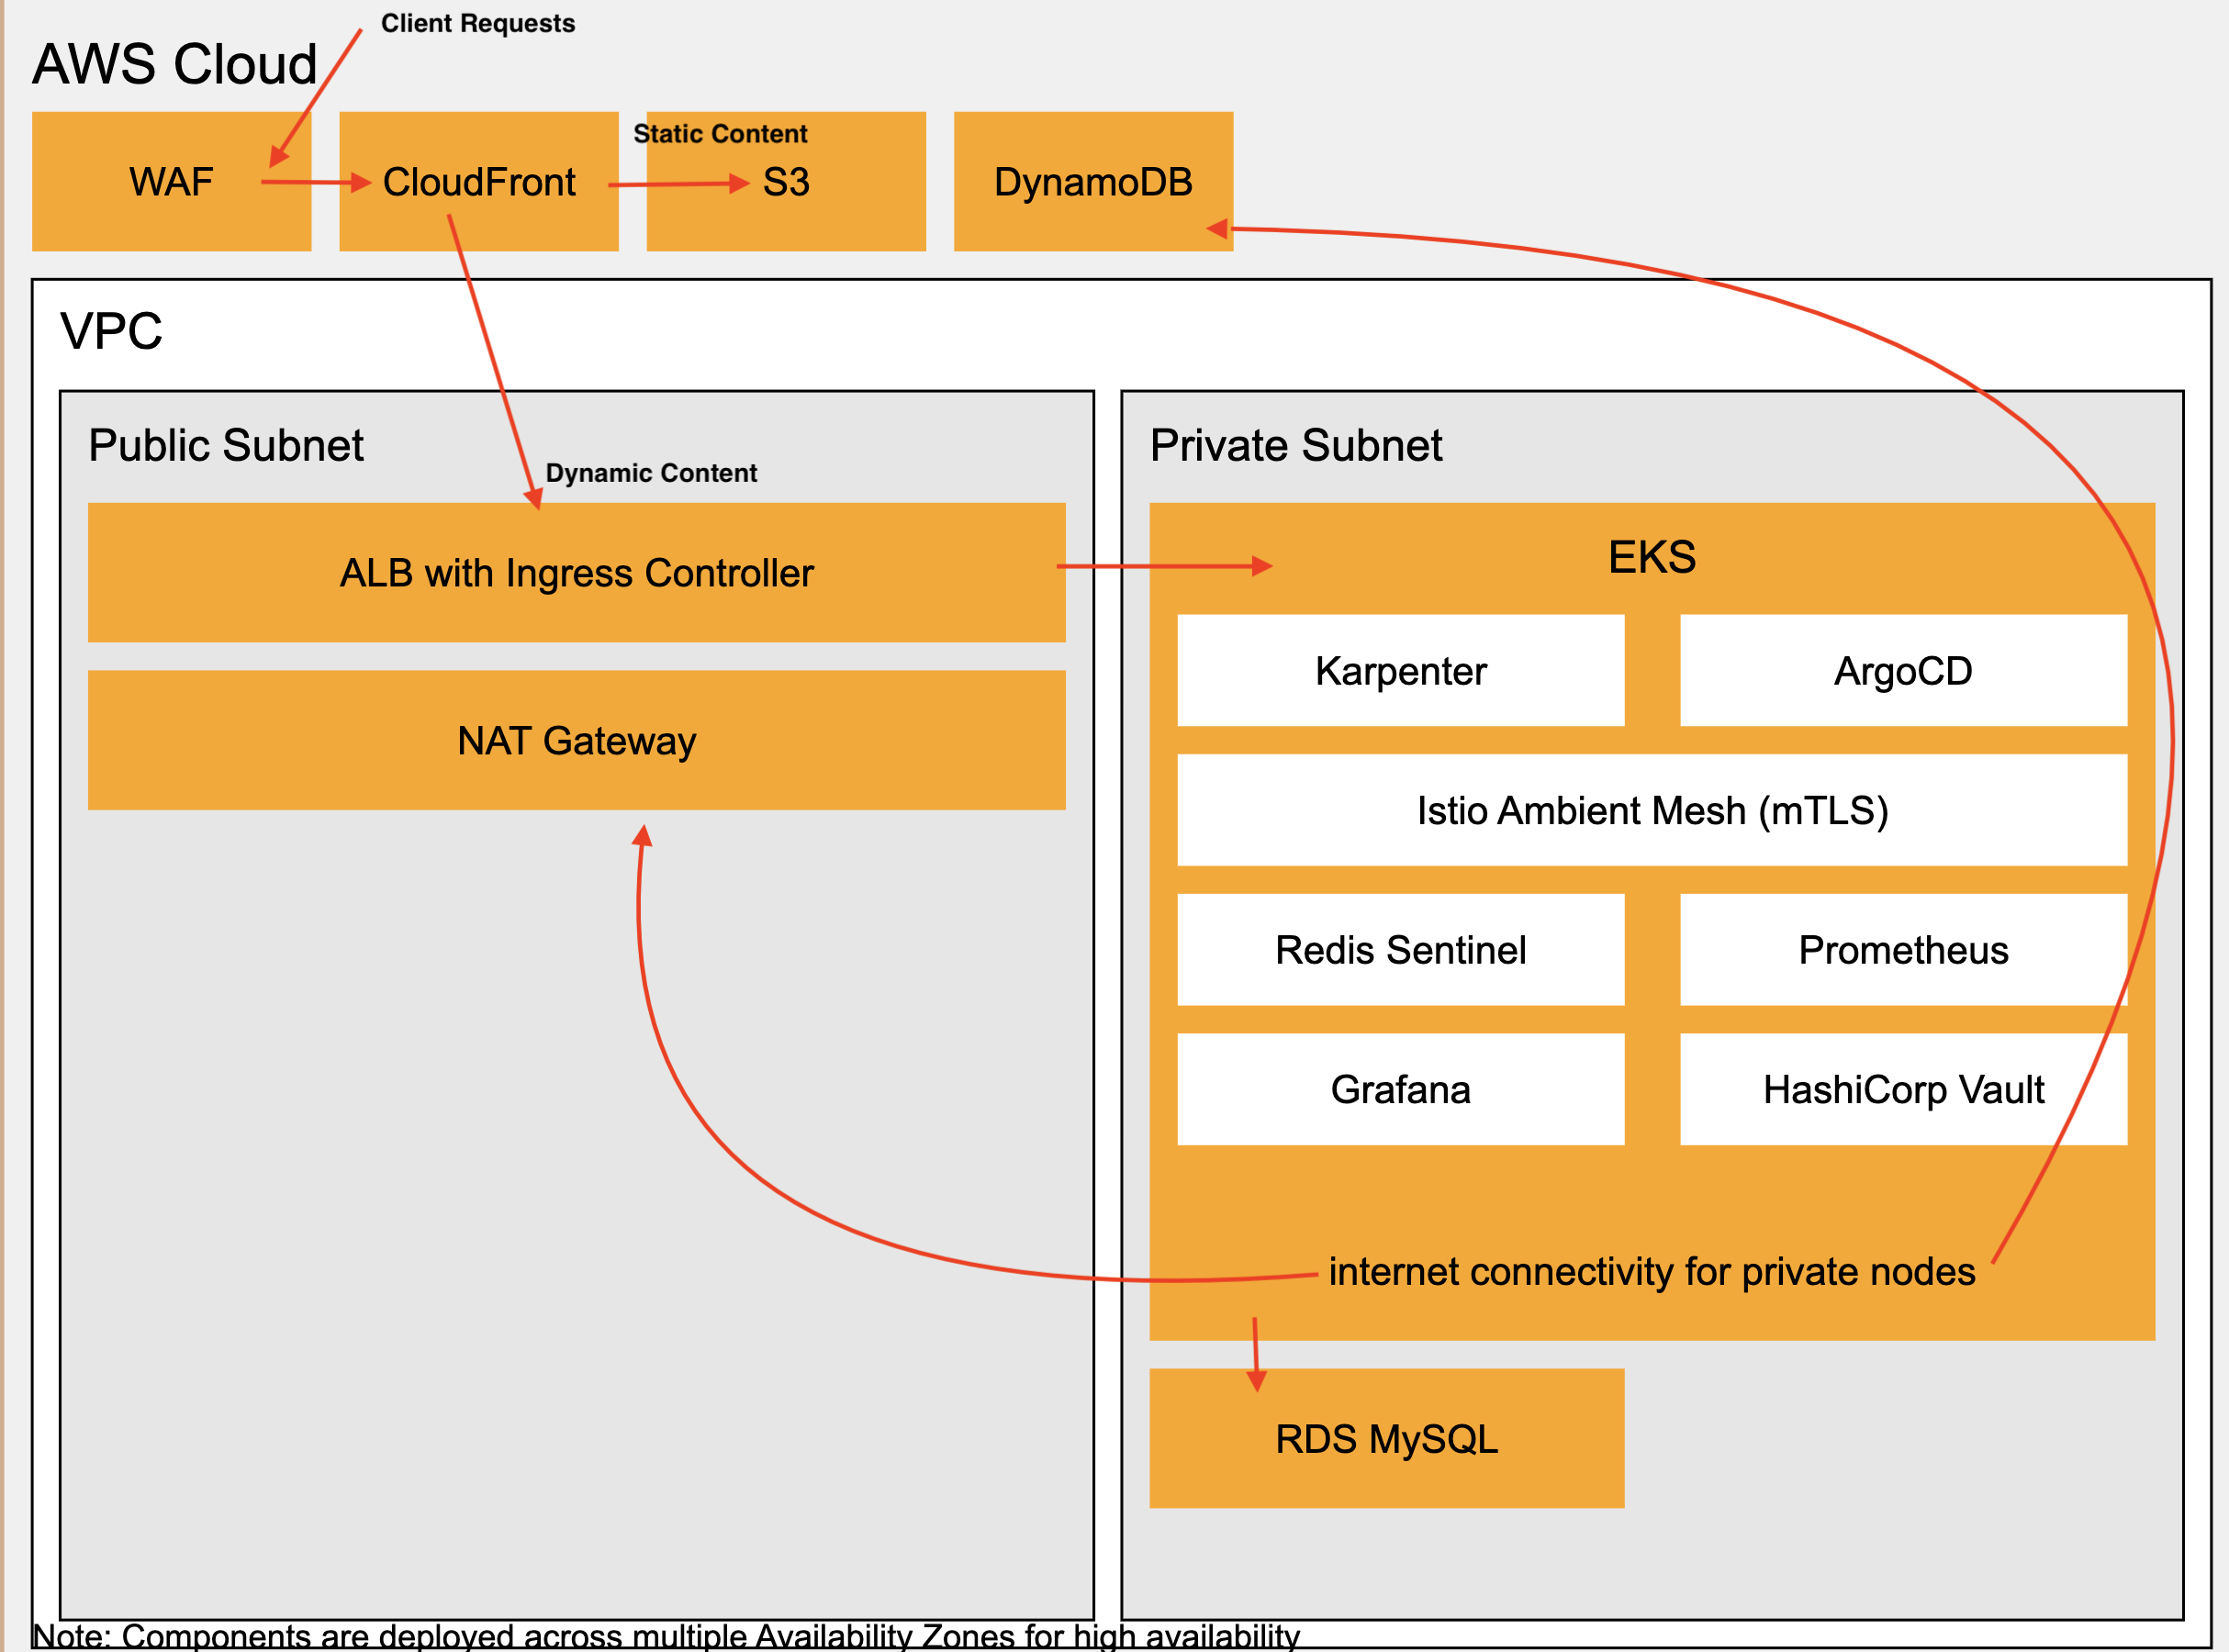 Client Requests
AWS Cloud
WAF
CloudFront
Static Content
S3
DynamoDB
VPC
Public Subnet
Dynamic Content
ALB with Ingress Controller
NAT Gateway
Private Subnet
EKS
Karpenter
ArgoCD
Istio Ambient Mesh (mTLS)
Redis Sentinel
Prometheus
Grafana
HashiCorp Vault
internet connectivity for private nodes
RDS MySQL
Note: Components are deployed across multiple Availability Zones for high availability